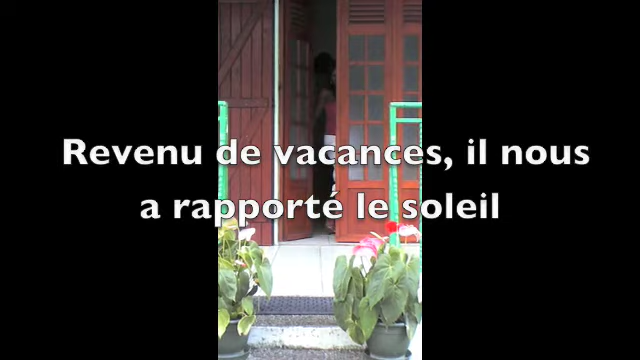 Revenu de vacances, il nous
a rapporté le soleil